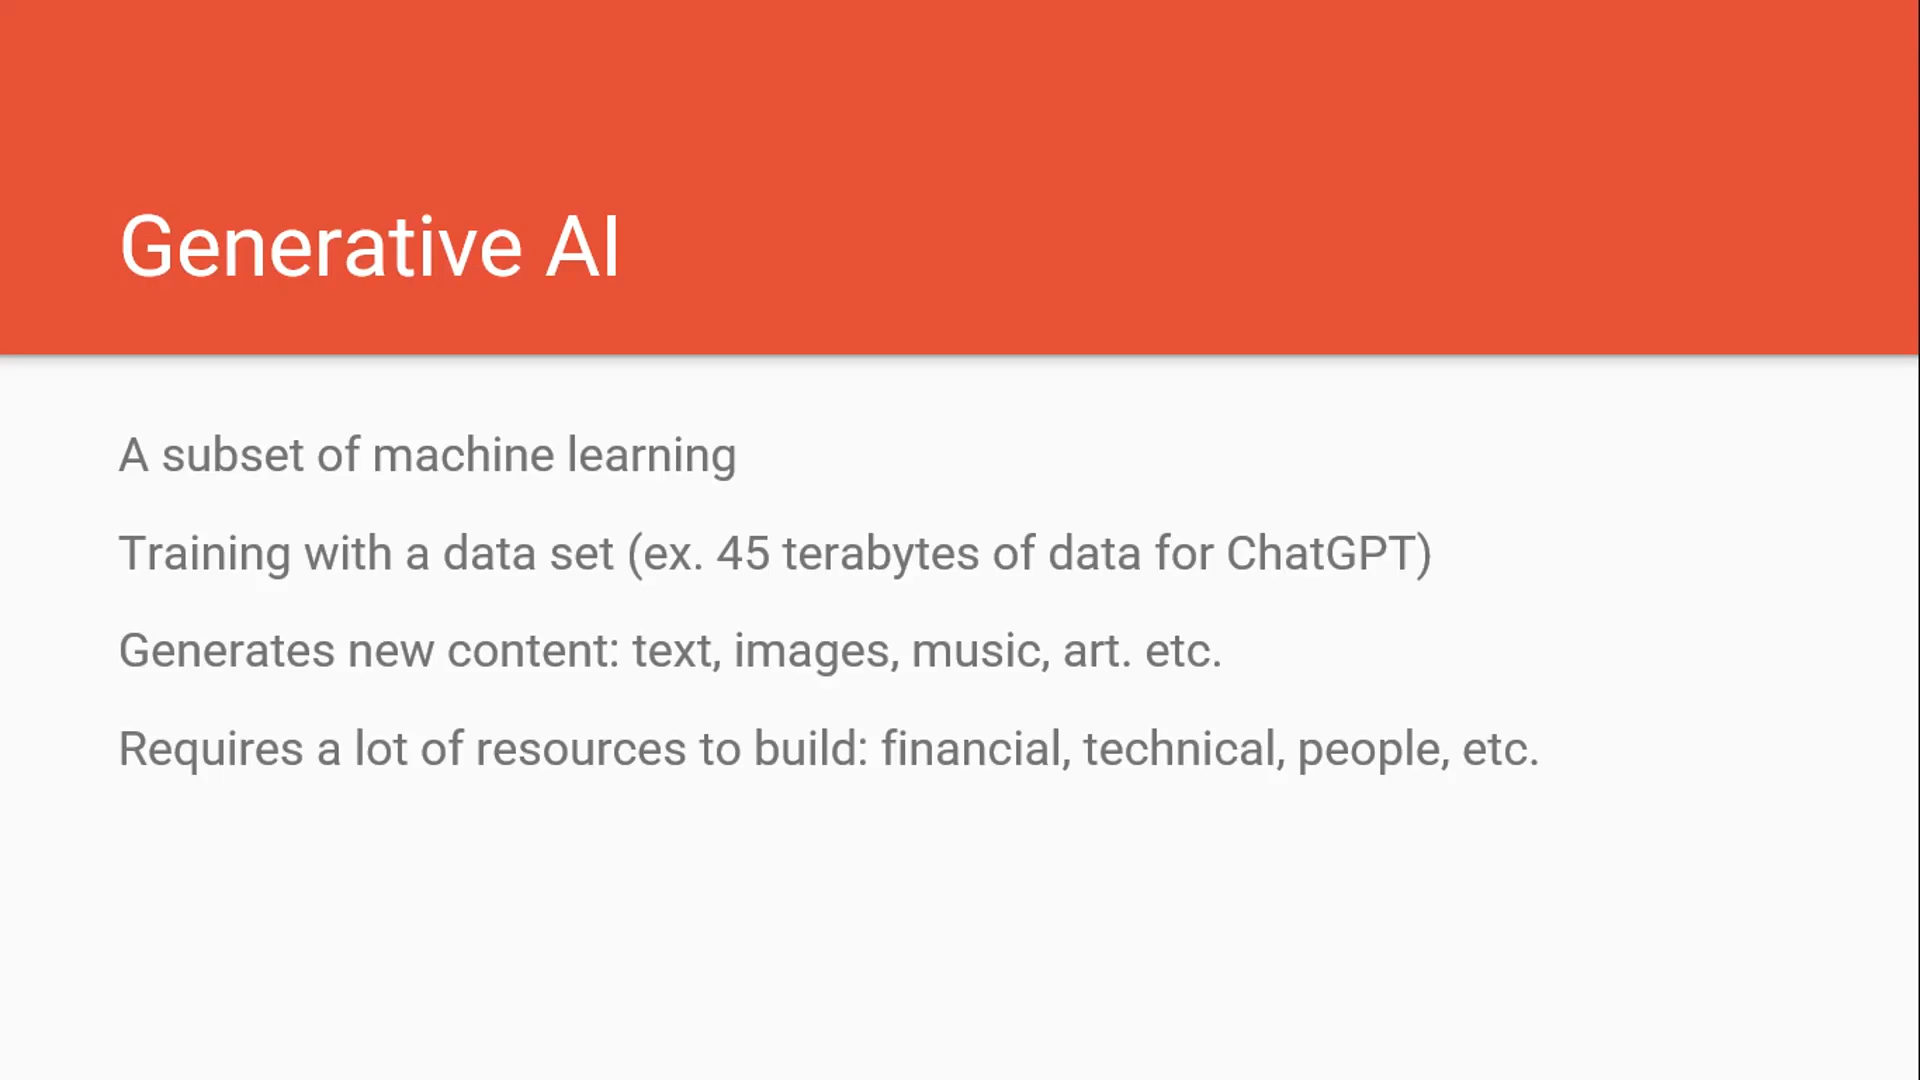 Generative AI
A subset of machine learning
Training with a data set (ex. 45 terabytes of data for ChatGPT)
Generates new content: text, images, music, art. etc.
Requires a lot of resources to build: financial, technical, people, etc.